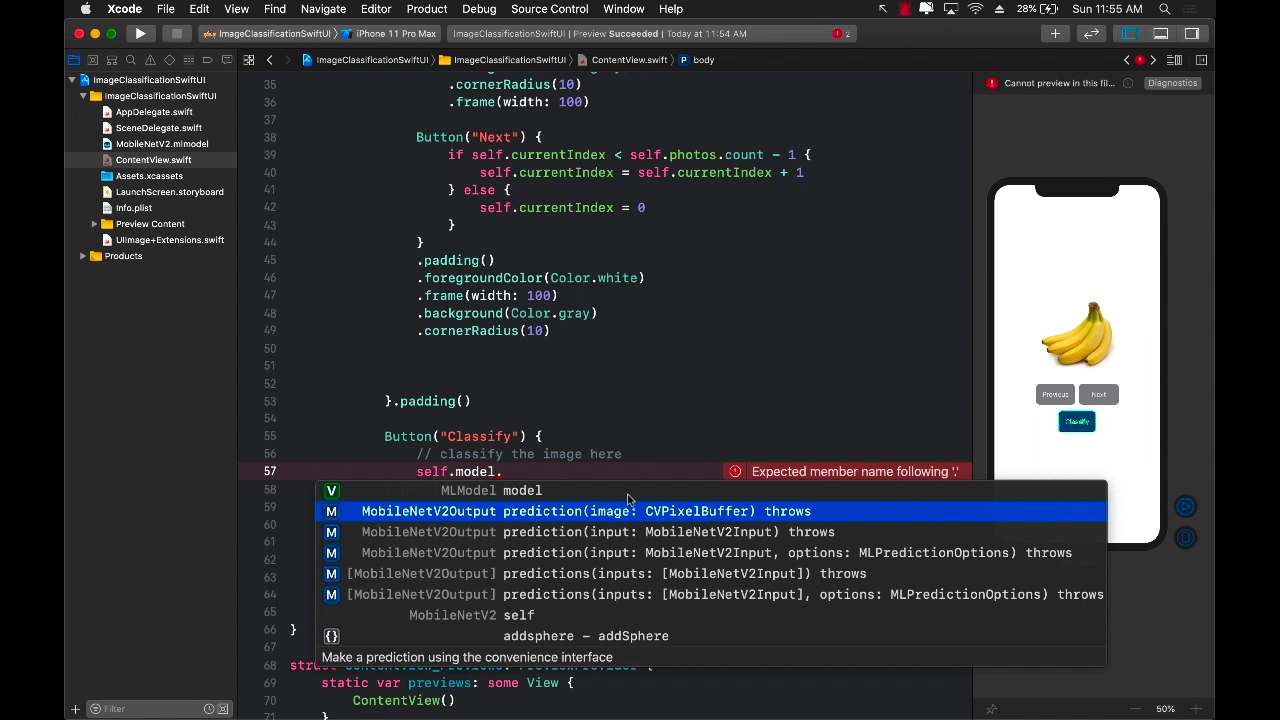 Xcode File Edit View Find Navigate Editor Product Debug Source Control Window Help 28% Sun 11:55 AM
ImageClassificationSwiftUI iPhone 11 Pro Max ImageClassificationSwiftUI | Preview Succeeded | Today at 11:54 AM 2
ImageClassificationSwiftUI ImageClassificationSwiftUI ContentView.swift body
ImageClassificationSwiftUI
ImageClassificationSwiftUI
AppDelegate.swift
SceneDelegate.swift
MobileNetV2.mlmodel
ContentView.swift
Assets.xcassets
LaunchScreen.storyboard
Info.plist
Preview Content
UIImage+Extensions.swift
Products
Filter
35 .cornerRadius(10)
36 .frame(width: 100)
37
38 Button("Next") {
39 if self.currentIndex < self.photos.count - 1 {
40 self.currentIndex = self.currentIndex + 1
41 } else {
42 self.currentIndex = 0
43 }
44 }
45 .padding()
46 .foregroundColor(Color.white)
47 .frame(width: 100)
48 .background(Color.gray)
49 .cornerRadius(10)
50
51
52
53 }.padding()
54
55 Button("Classify") {
56 // classify the image here
57 self.model. Expected member name following '.'
58 V MLModel model
59 M MobileNetV2Output prediction(image: CVPixelBuffer) throws
60 M MobileNetV2Output prediction(input: MobileNetV2Input) throws
61 M MobileNetV2Output prediction(input: MobileNetV2Input, options: MLPredictionOptions) throws
62 M [MobileNetV2Output] predictions(inputs: [MobileNetV2Input]) throws
64 M [MobileNetV2Output] predictions(inputs: [MobileNetV2Input], options: MLPredictionOptions) throws
65 MobileNetV2 self
66 } {} addsphere – addSphere
67 Make a prediction using the convenience interface
68
69 static var previews: some View {
70 ContentView()
71 }
Cannot preview in this fil... Diagnostics
Previous Next
Classify
50%